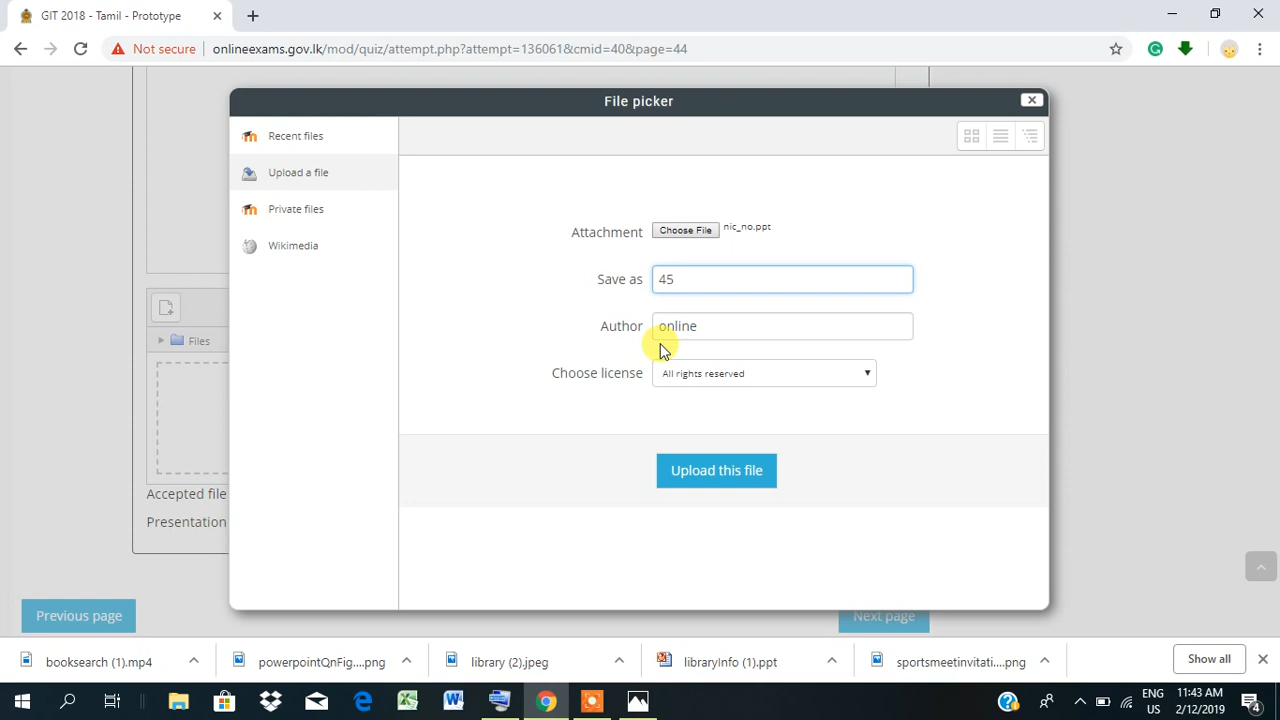 GIT 2018 - Tamil - Prototype
Not secure onlineexams.gov.lk/mod/quiz/attempt.php?attempt=136061&cmid=40&page=44
File picker
Recent files
Upload a file
Private files
Wikimedia
Attachment Choose File nic_no.ppt
Save as 45
Author online
Choose license All rights reserved
Upload this file
Files
Accepted file
Presentation
Previous page
Next page
booksearch (1).mp4
powerpointQnFig....png
library (2).jpeg
libraryInfo (1).ppt
sportsmeetinvitati....png
Show all
ENG
US
11:43 AM
2/12/2019
4